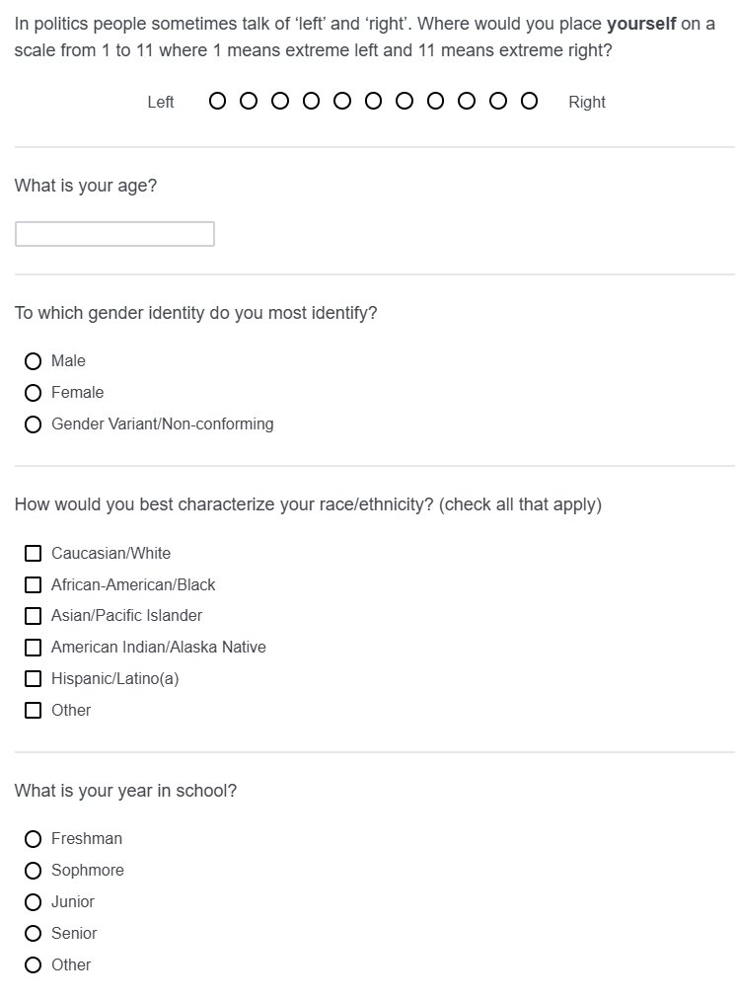 In politics people sometimes talk of ‘left’ and ‘right’. Where would you place yourself on a
scale from 1 to 11 where 1 means extreme left and 11 means extreme right?
Left Right
What is your age?
To which gender identity do you most identify?
Male
Female
Gender Variant/Non-conforming
How would you best characterize your race/ethnicity? (check all that apply)
Caucasian/White
African-American/Black
Asian/Pacific Islander
American Indian/Alaska Native
Hispanic/Latino(a)
Other
What is your year in school?
Freshman
Sophmore
Junior
Senior
Other